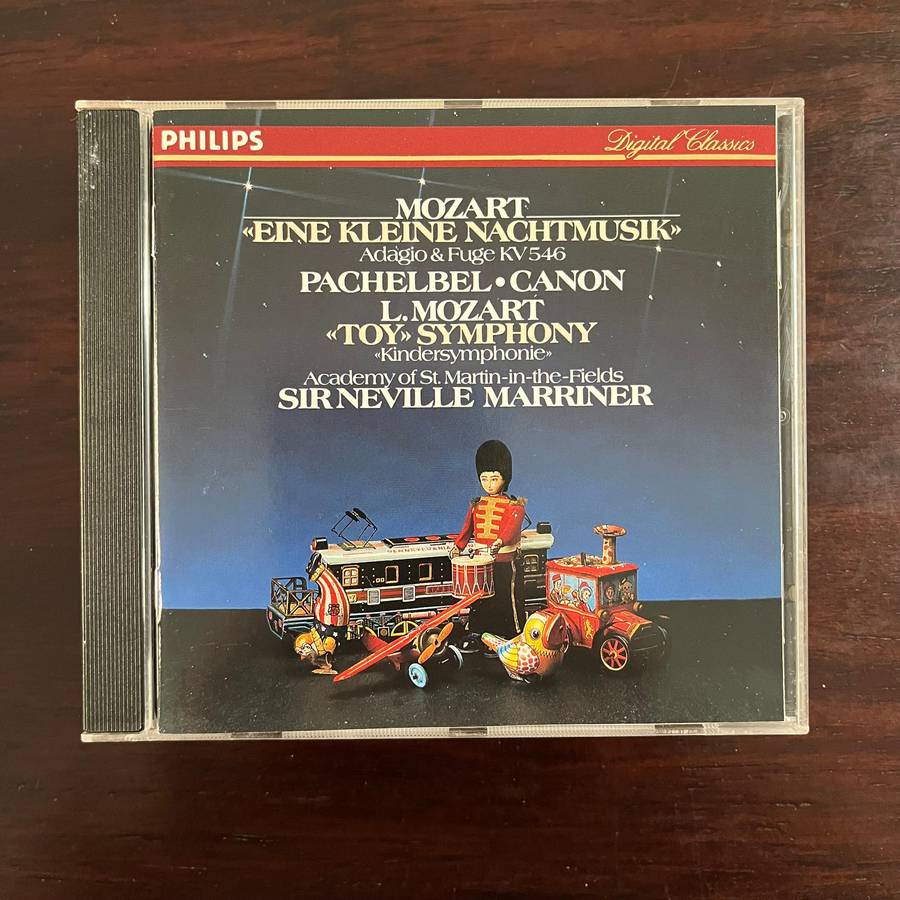 PHILIPS
Digital Classics
MOZART
«EINE KLEINE NACHTMUSIK»
Adagio & Fuge KV 546
PACHELBEL • CANON
L. MOZART
«TOY» SYMPHONY
«Kindersymphonie»
Academy of St. Martin-in-the-Fields
SIR NEVILLE MARRINER
PENNSYLVANIA